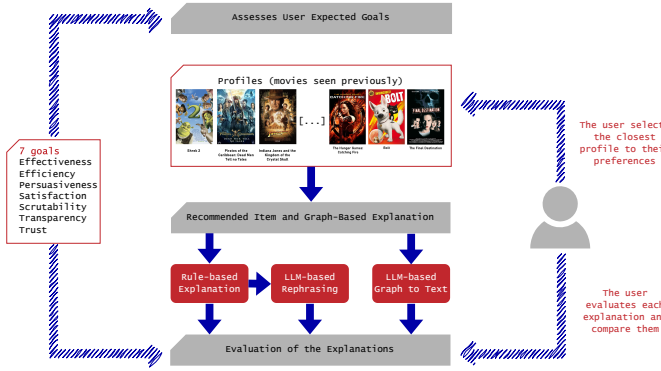 Assesses User Expected Goals
Profiles (movies seen previously)
[...]
Shrek 2
Pirates of the
Caribbean: Dead Men
Tell no Tales
Indiana Jones and the
Kingdom of the
Crystal Skull
The Hunger Games
Catching Fire
Bolt
The Final Destination
7 goals
Effectiveness
Efficiency
Persuasiveness
Satisfaction
Scrutability
Transparency
Trust
The user select
the closest
profile to their
preferences
Recommended Item and Graph-Based Explanation
Rule-based
Explanation
LLM-based
Rephrasing
LLM-based
Graph to Text
The user
evaluates each
explanation and
compare them
Evaluation of the Explanations